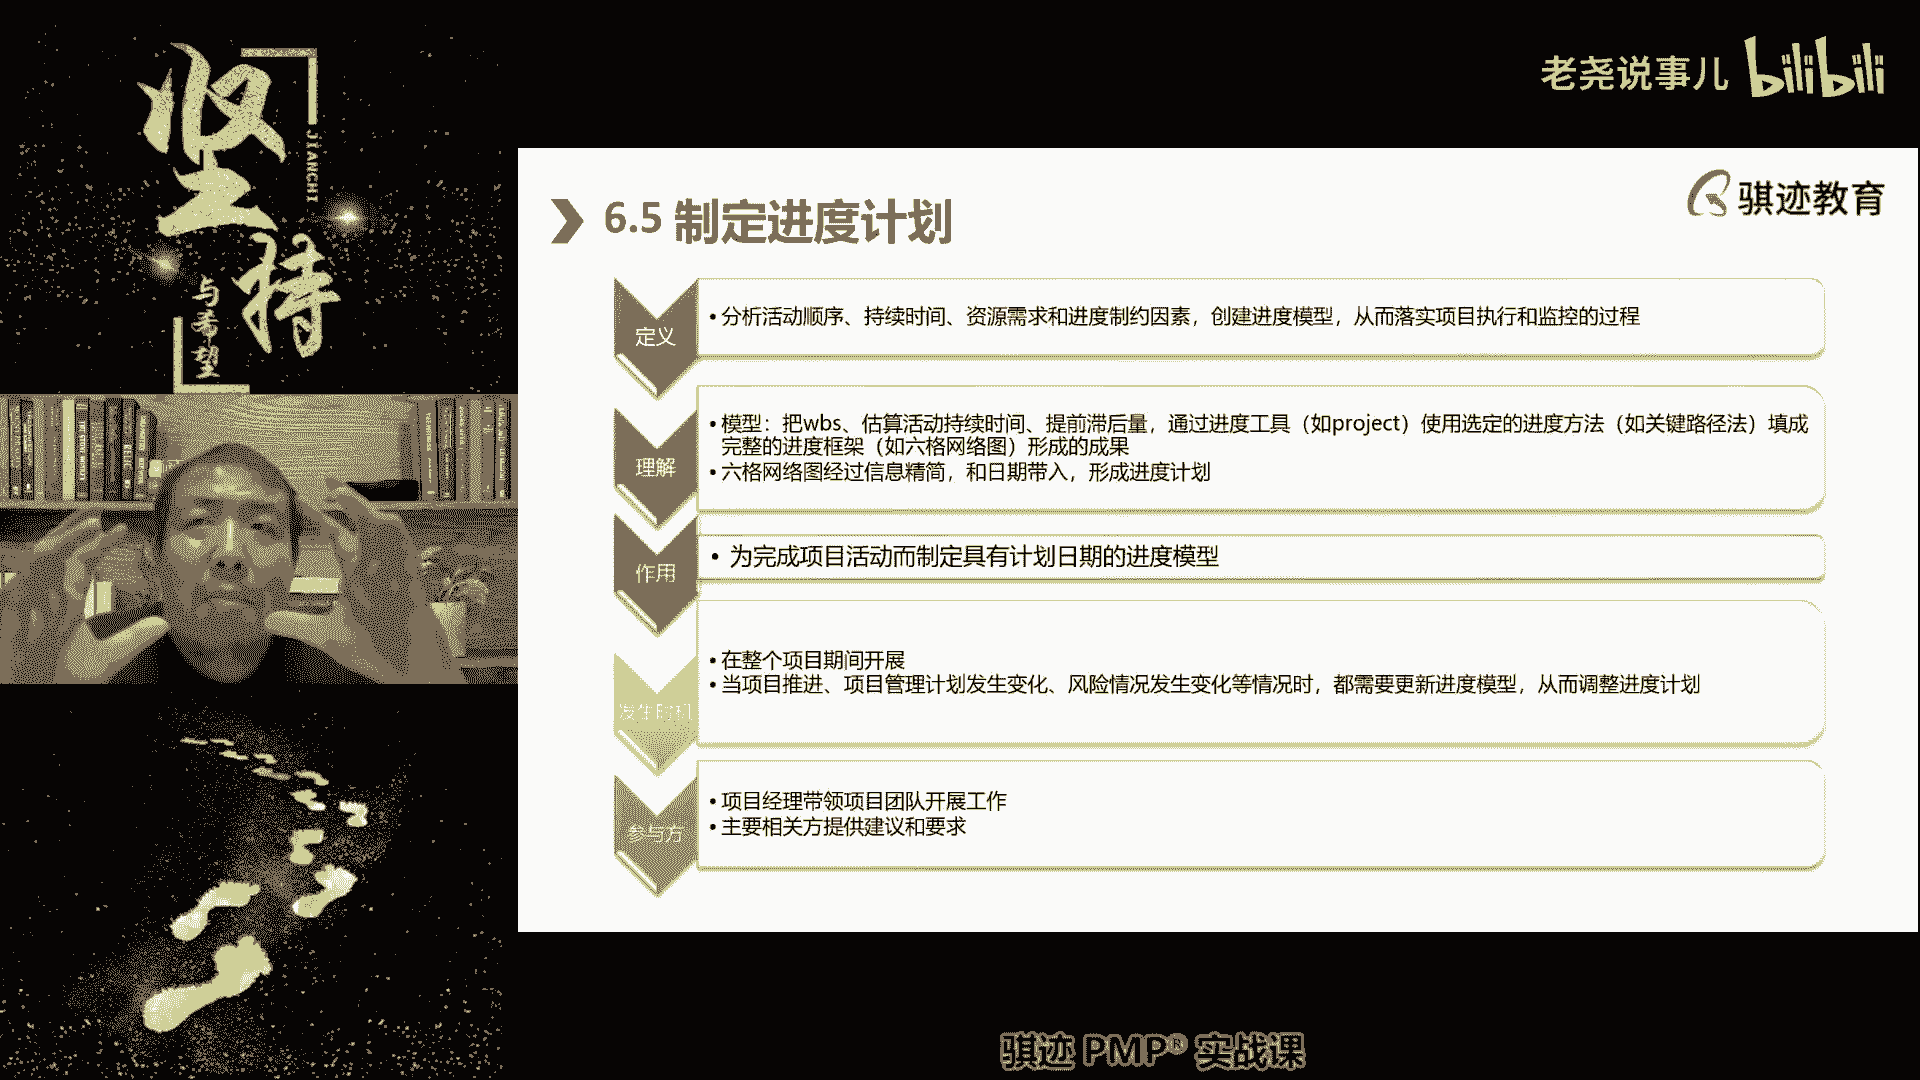 坚持
JIANCHI
与希望
老尧说事儿 bilibili
骐迹教育
6.5 制定进度计划
定义
•分析活动顺序、持续时间、资源需求和进度制约因素，创建进度模型，从而落实项目执行和监控的过程
理解
•模型：把wbs、估算活动持续时间、提前滞后量，通过进度工具（如project）使用选定的进度方法（如关键路径法）填成
完整的进度框架（如六格网络图）形成的成果
•六格网络图经过信息精简，和日期带入，形成进度计划
作用
• 为完成项目活动而制定具有计划日期的进度模型
发生时机
•在整个项目期间开展
•当项目推进、项目管理计划发生变化、风险情况发生变化等情况时，都需要更新进度模型，从而调整进度计划
参与方
•项目经理带领项目团队开展工作
•主要相关方提供建议和要求
骐迹 PMP® 实战课